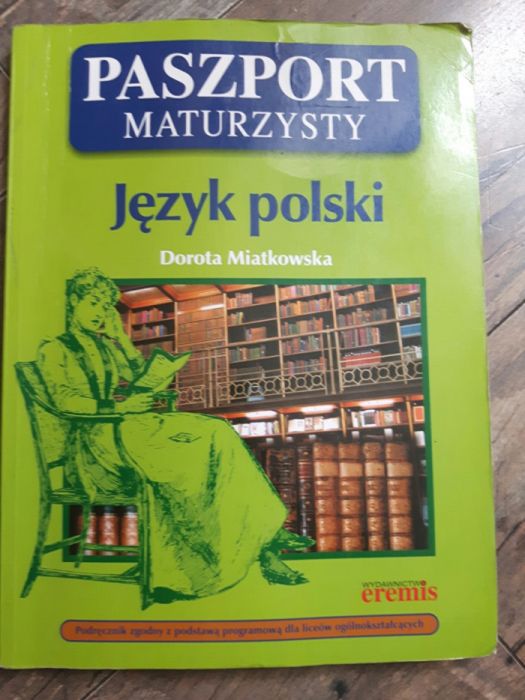 PASZPORT
MATURZYSTY
Język polski
Dorota Miatkowska
WYDAWNICTWO
eremis
Podręcznik zgodny z podstawą programową dla liceów ogólnokształcących